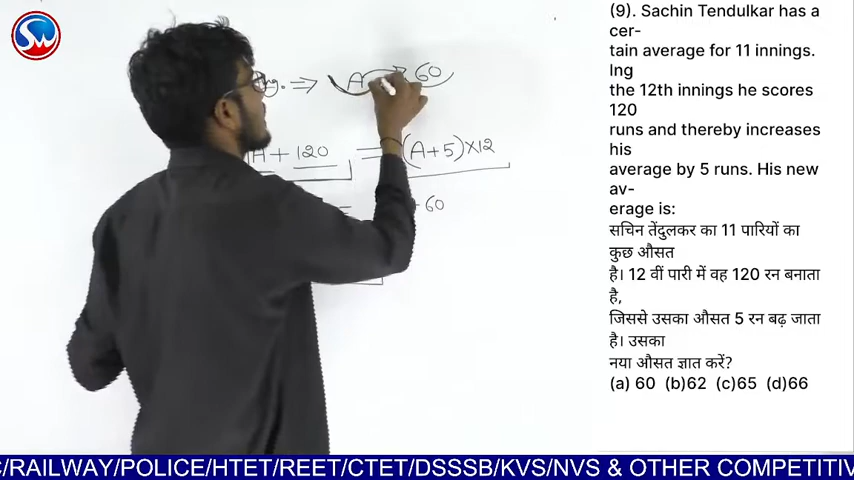 SW
⇒ A 60
A + 120 = (A+5)×12
= +60
(9). Sachin Tendulkar has a
cer-
tain average for 11 innings.
Ing
the 12th innings he scores
120
runs and thereby increases
his
average by 5 runs. His new
av-
erage is:
सचिन तेंदुलकर का 11 पारियों का
कुछ औसत
है। 12 वीं पारी में वह 120 रन बनाता
है,
जिससे उसका औसत 5 रन बढ़ जाता
है। उसका
नया औसत ज्ञात करें?
(a) 60 (b)62 (c)65 (d)66
C/RAILWAY/POLICE/HTET/REET/CTET/DSSSB/KVS/NVS & OTHER COMPETITIV